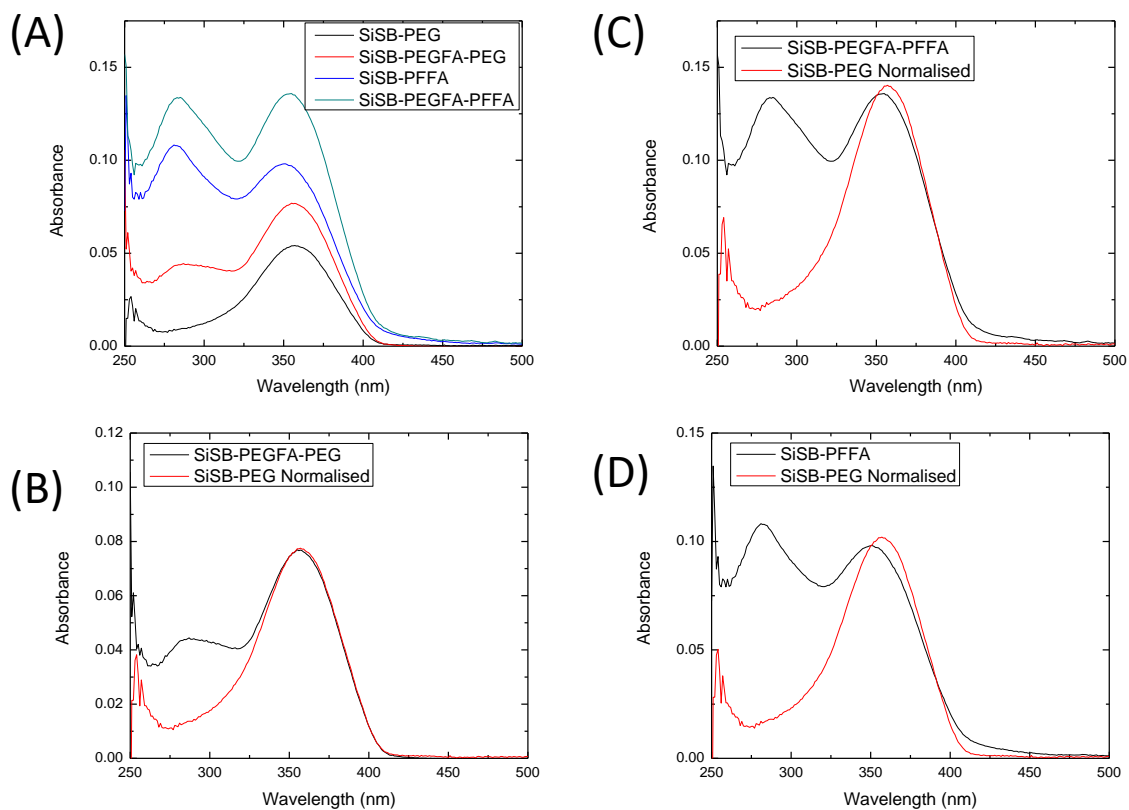 (A)
SiSB-PEG
SiSB-PEGFA-PEG
SiSB-PFFA
SiSB-PEGFA-PFFA
0.15
0.10
0.05
0.00
Absorbance
250 300 350 400 450 500
Wavelength (nm)
(C)
SiSB-PEGFA-PFFA
SiSB-PEG Normalised
0.15
0.10
0.05
0.00
Absorbance
250 300 350 400 450 500
Wavelength (nm)
(B)
SiSB-PEGFA-PEG
SiSB-PEG Normalised
0.12
0.10
0.08
0.06
0.04
0.02
0.00
Absorbance
250 300 350 400 450 500
Wavelength (nm)
(D)
SiSB-PFFA
SiSB-PEG Normalised
0.15
0.10
0.05
0.00
Absorbance
250 300 350 400 450 500
Wavelength (nm)